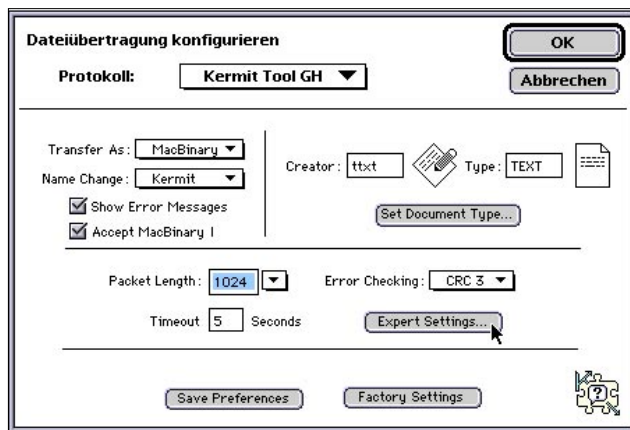 Dateiübertragung konfigurieren
OK
Protokoll: Kermit Tool GH
Abbrechen
Transfer As: MacBinary
Name Change: Kermit
Show Error Messages
Accept MacBinary I
Creator: ttxt Type: TEXT
Set Document Type...
Packet Length: 1024 Error Checking: CRC 3
Timeout 5 Seconds Expert Settings...
Save Preferences Factory Settings
?